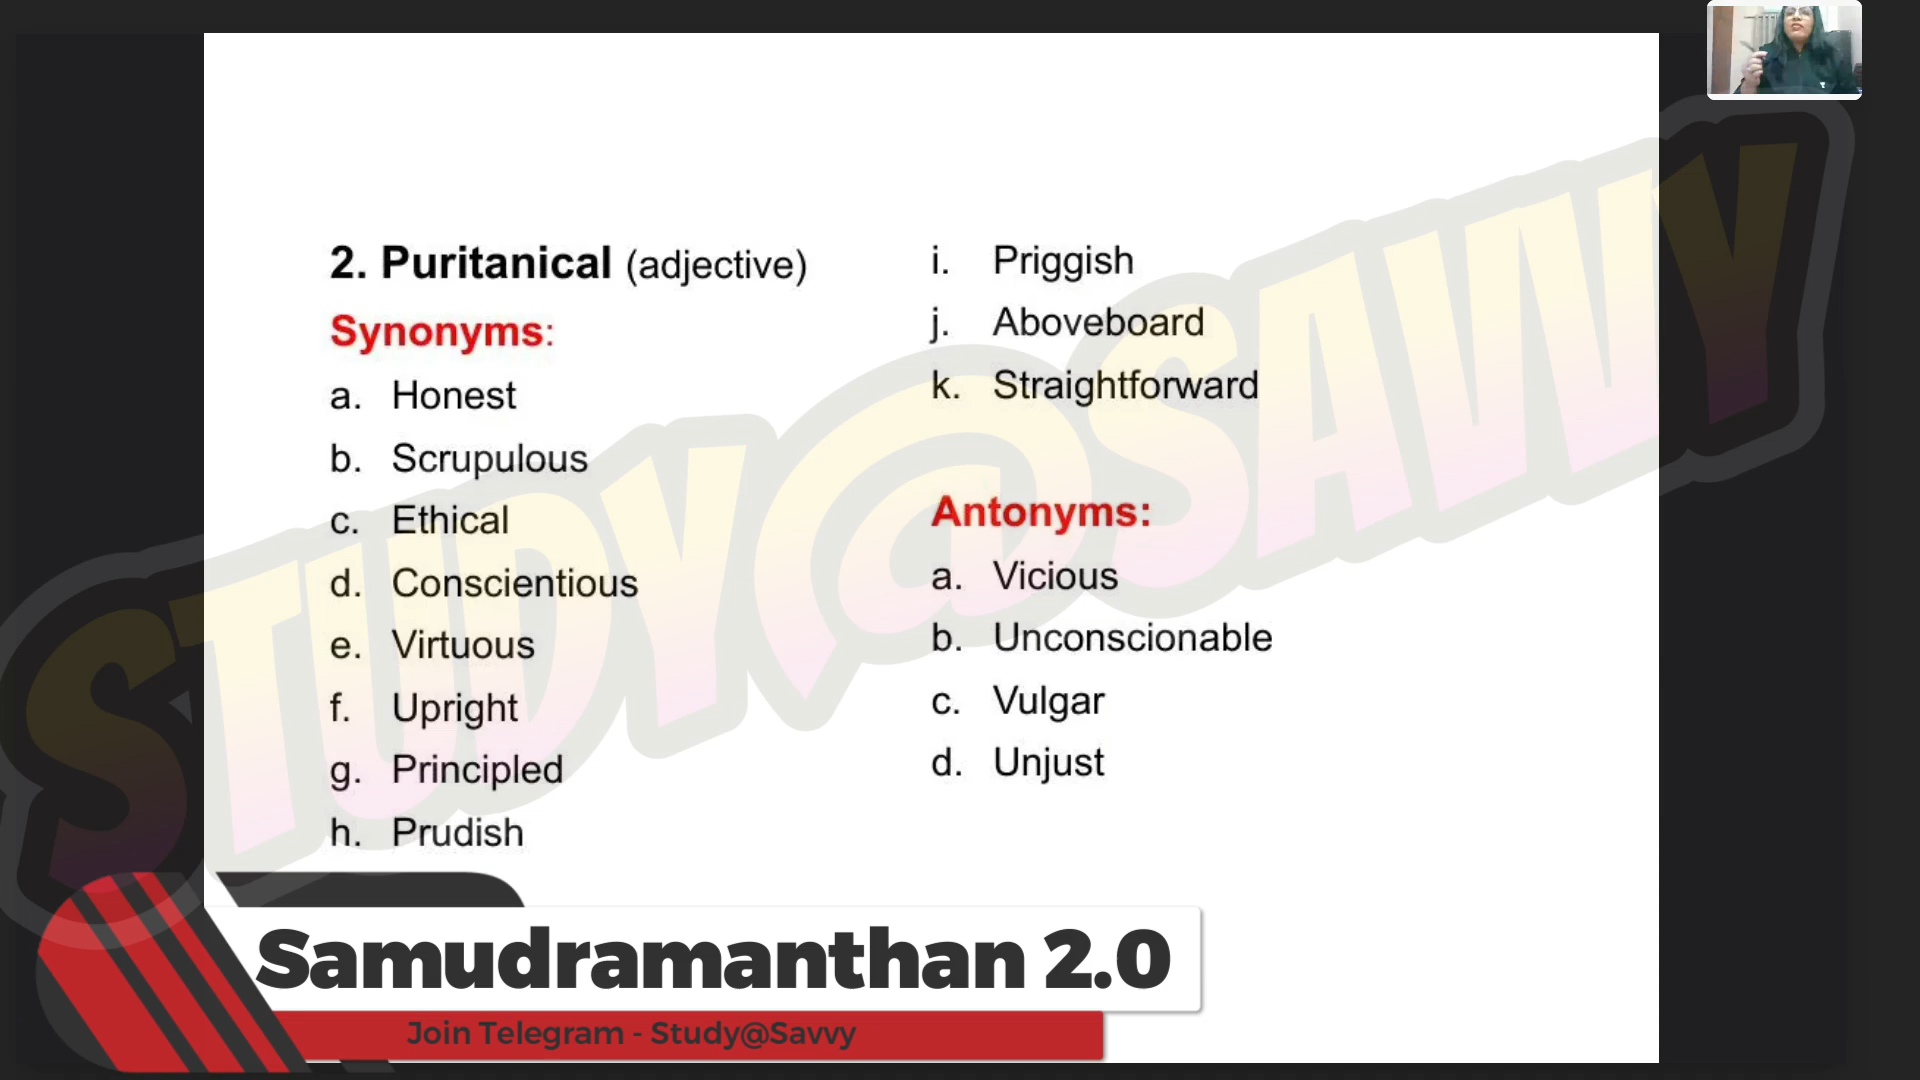 2. Puritanical (adjective)
Synonyms:
a. Honest
b. Scrupulous
c. Ethical
d. Conscientious
e. Virtuous
f. Upright
g. Principled
h. Prudish
i. Priggish
j. Aboveboard
k. Straightforward
Antonyms:
a. Vicious
b. Unconscionable
c. Vulgar
d. Unjust
STUDY@SAVVY
Samudramanthan 2.0
Join Telegram - Study@Savvy